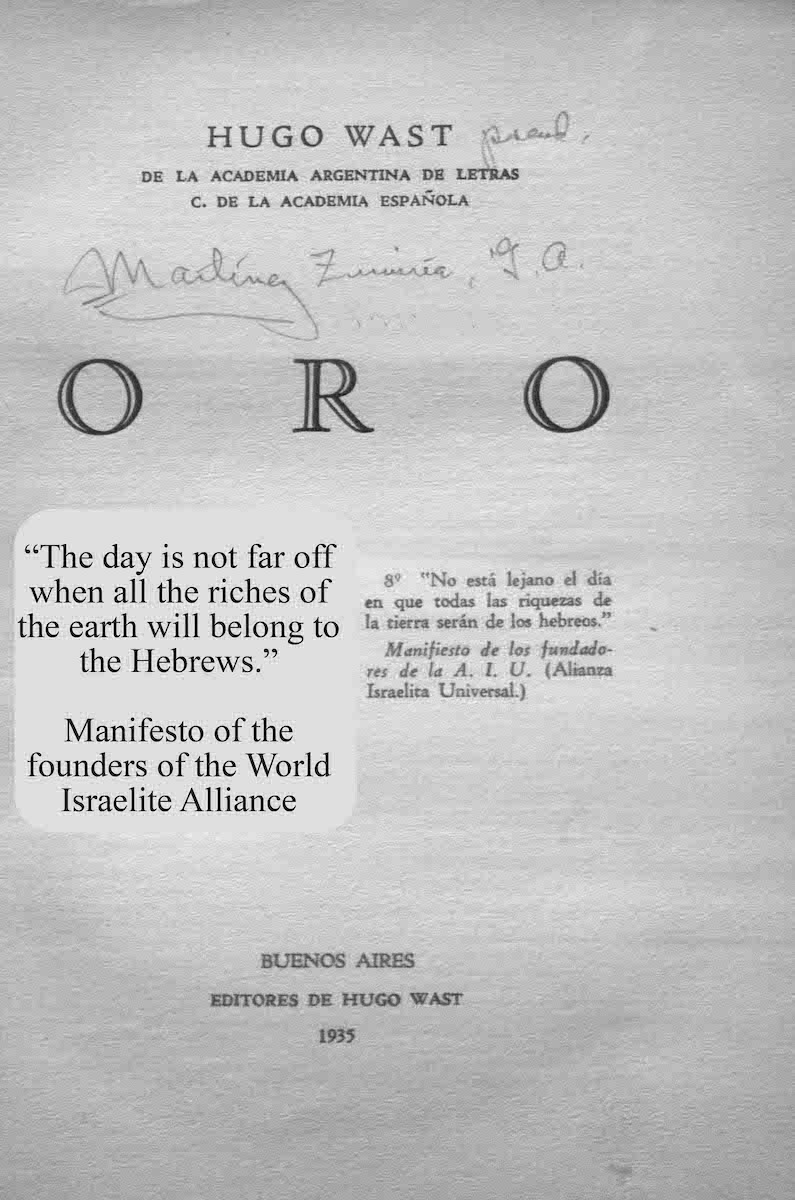 HUGO WAST pseud.
DE LA ACADEMIA ARGENTINA DE LETRAS
C. DE LA ACADEMIA ESPAÑOLA
Martínez Zuviría, G. A.
O R O
“The day is not far off
when all the riches of
the earth will belong to
the Hebrews.”
Manifesto of the
founders of the World
Israelite Alliance
8º "No está lejano el día
en que todas las riquezas de
la tierra serán de los hebreos."
Manifiesto de los fundado-
res de la A. I. U. (Alianza
Israelita Universal.)
BUENOS AIRES
EDITORES DE HUGO WAST
1935